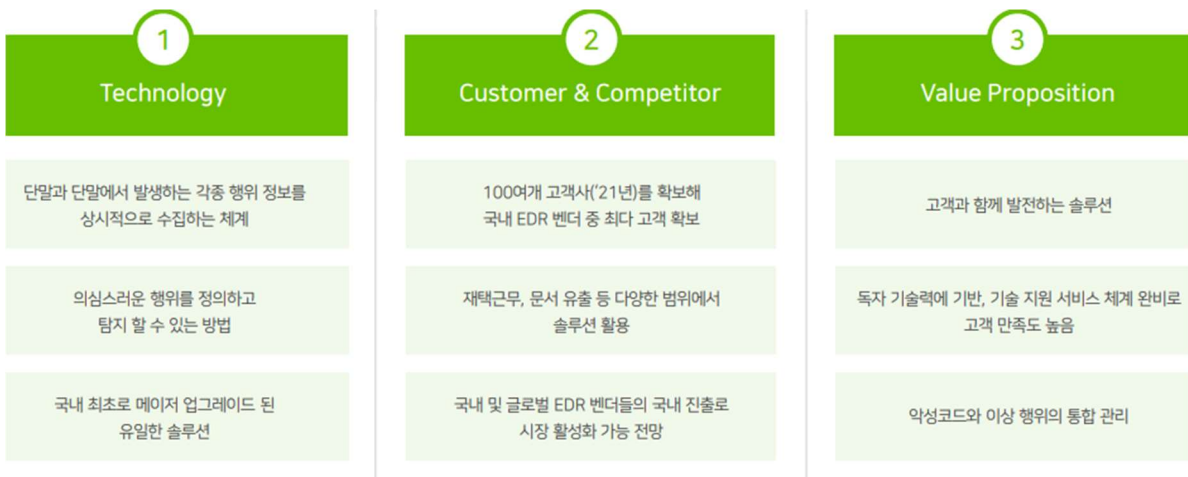 1
Technology
단말과 단말에서 발생하는 각종 행위 정보를
상시적으로 수집하는 체계
의심스러운 행위를 정의하고
탐지 할 수 있는 방법
국내 최초로 메이저 업그레이드 된
유일한 솔루션
2
Customer & Competitor
100여개 고객사('21년)를 확보해
국내 EDR 벤더 중 최다 고객 확보
재택근무, 문서 유출 등 다양한 범위에서
솔루션 활용
국내 및 글로벌 EDR 벤더들의 국내 진출로
시장 활성화 가능 전망
3
Value Proposition
고객과 함께 발전하는 솔루션
독자 기술력에 기반, 기술 지원 서비스 체계 완비로
고객 만족도 높음
악성코드와 이상 행위의 통합 관리